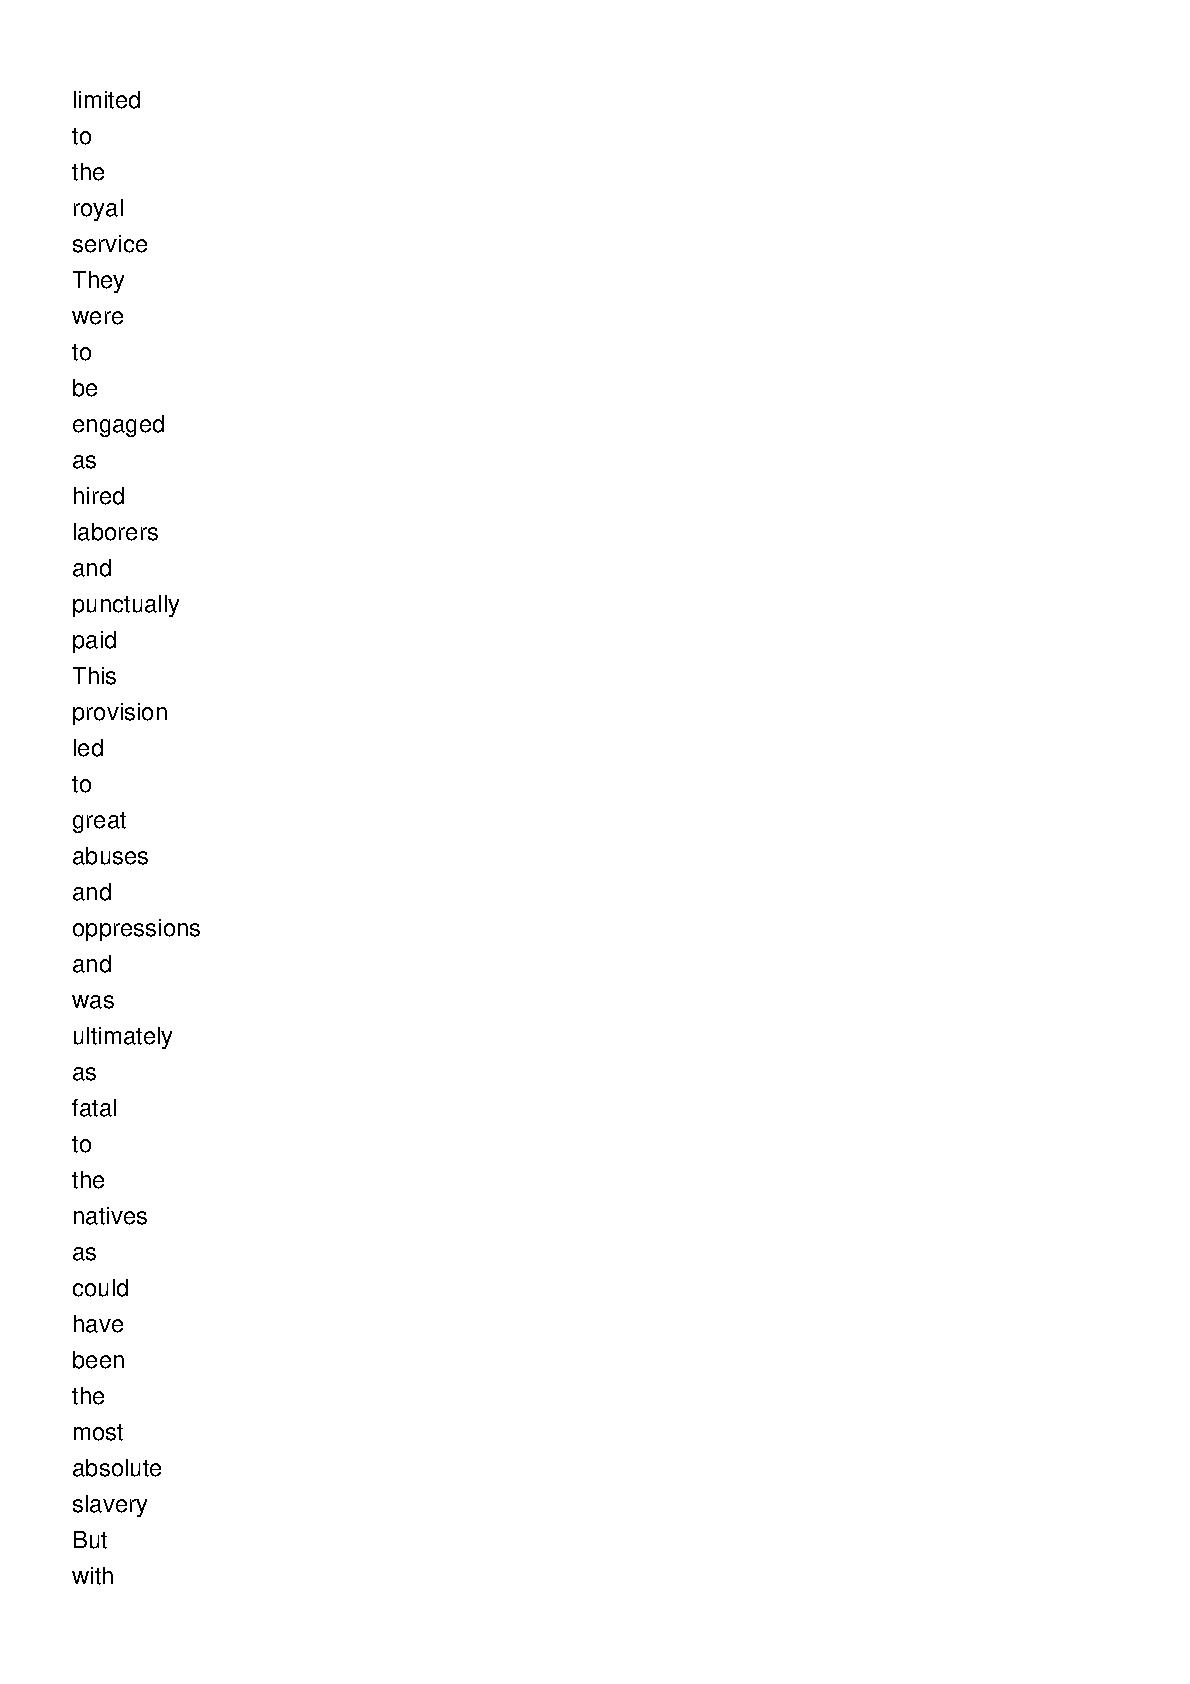 limited
to
the
royal
service
They
were
to
be
engaged
as
hired
laborers
and
punctually
paid
This
provision
led
to
great
abuses
and
oppressions
and
was
ultimately
as
fatal
to
the
natives
as
could
have
been
the
most
absolute
slavery
But
with